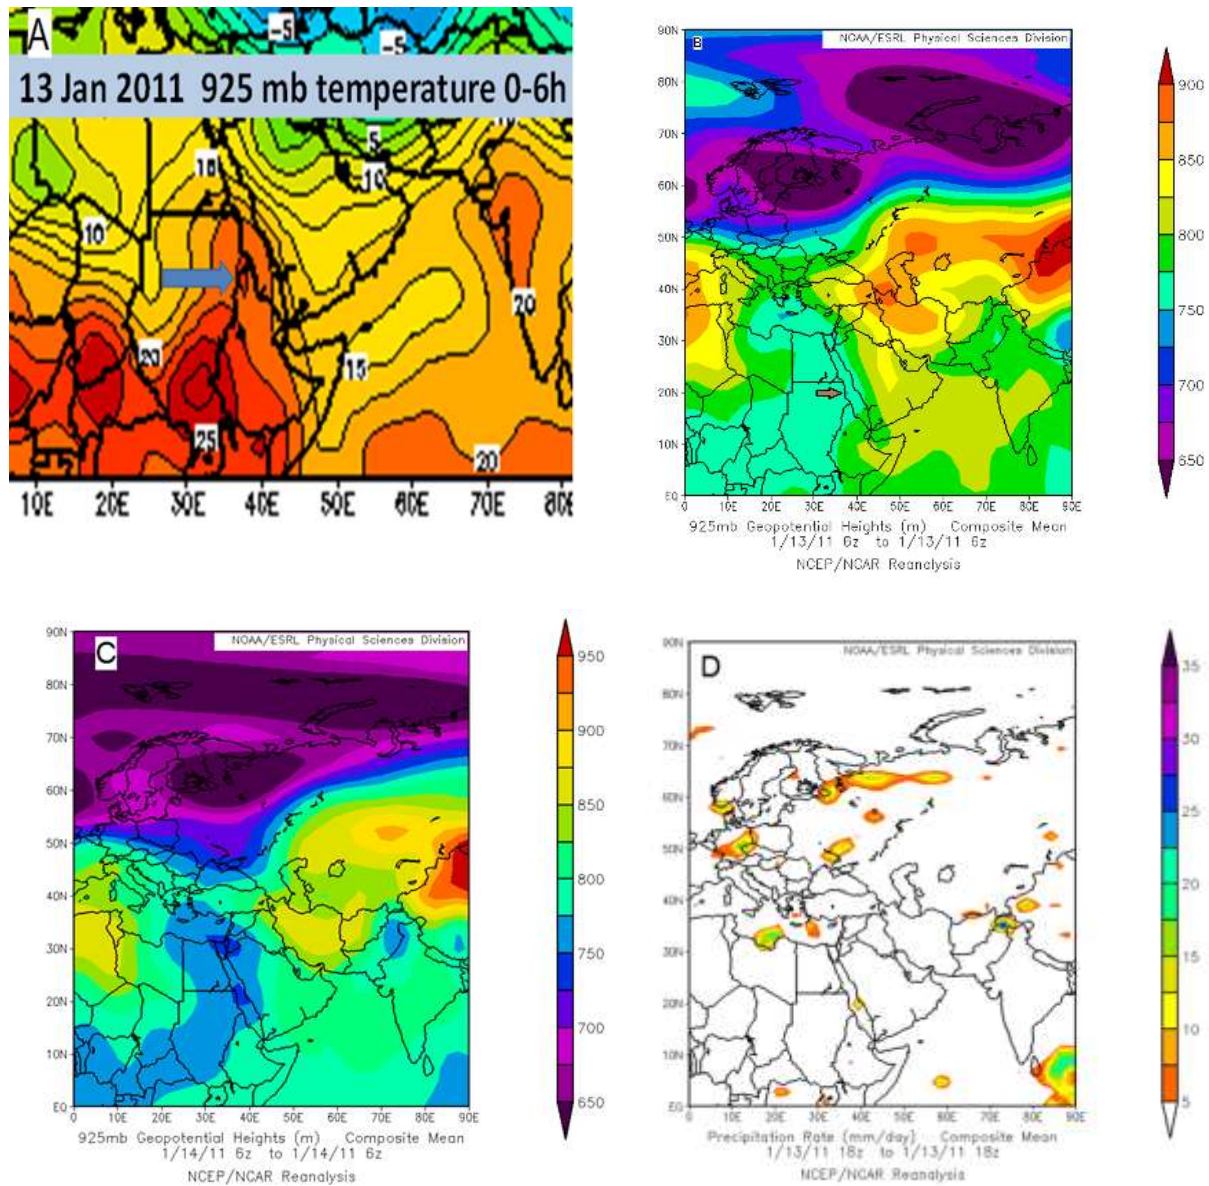 A
-5
-5
13 Jan 2011 925 mb temperature 0-6h
15
5
10
10
20
20
15
25
20
10E 20E 30E 40E 50E 60E 70E 80E
B
NOAA/ESRL Physical Sciences Division
90N
80N
70N
60N
50N
40N
30N
20N
10N
EQ
0 10E 20E 30E 40E 50E 60E 70E 80E 90E
900
850
800
750
700
650
925mb Geopotential Heights (m) Composite Mean
1/13/11 6z to 1/13/11 6z
NCEP/NCAR Reanalysis
C
NOAA/ESRL Physical Sciences Division
90N
80N
70N
60N
50N
40N
30N
20N
10N
EQ
0 10E 20E 30E 40E 50E 60E 70E 80E 90E
950
900
850
800
750
700
650
925mb Geopotential Heights (m) Composite Mean
1/14/11 6z to 1/14/11 6z
NCEP/NCAR Reanalysis
D
NOAA/ESRL Physical Sciences Division
90N
80N
70N
60N
50N
40N
30N
20N
10N
EQ
0 10E 20E 30E 40E 50E 60E 70E 80E 90E
35
30
25
20
15
10
5
Precipitation Rate (mm/day) Composite Mean
1/13/11 18z to 1/13/11 18z
NCEP/NCAR Reanalysis